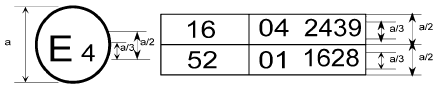 a E 4 a/3 a/2
16 04 2439 a/3 a/2
52 01 1628 a/3 a/2